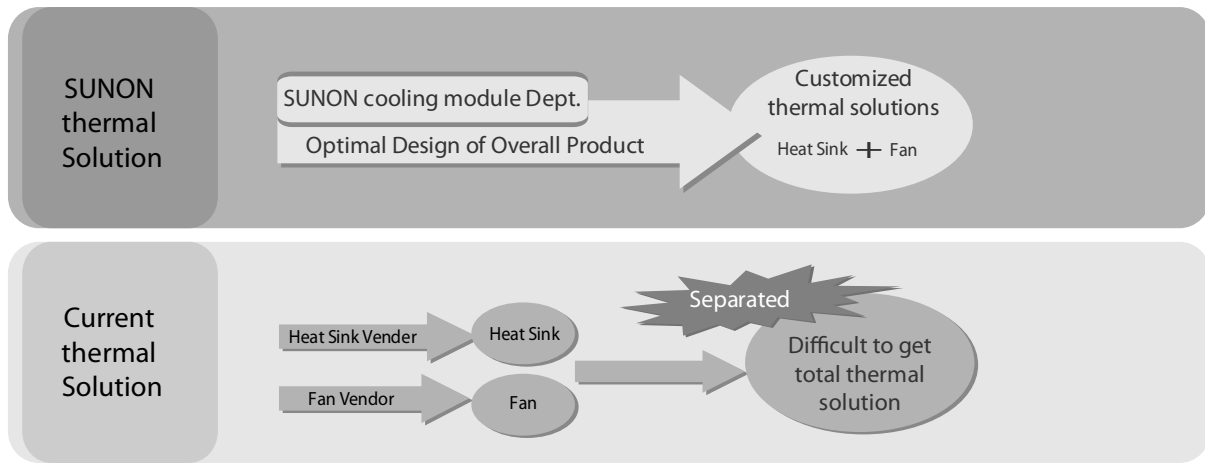 SUNON
thermal
Solution
SUNON cooling module Dept.
Optimal Design of Overall Product
Customized
thermal solutions
Heat Sink + Fan
Current
thermal
Solution
Heat Sink Vender
Heat Sink
Fan Vendor
Fan
Separated
Difficult to get
total thermal
solution